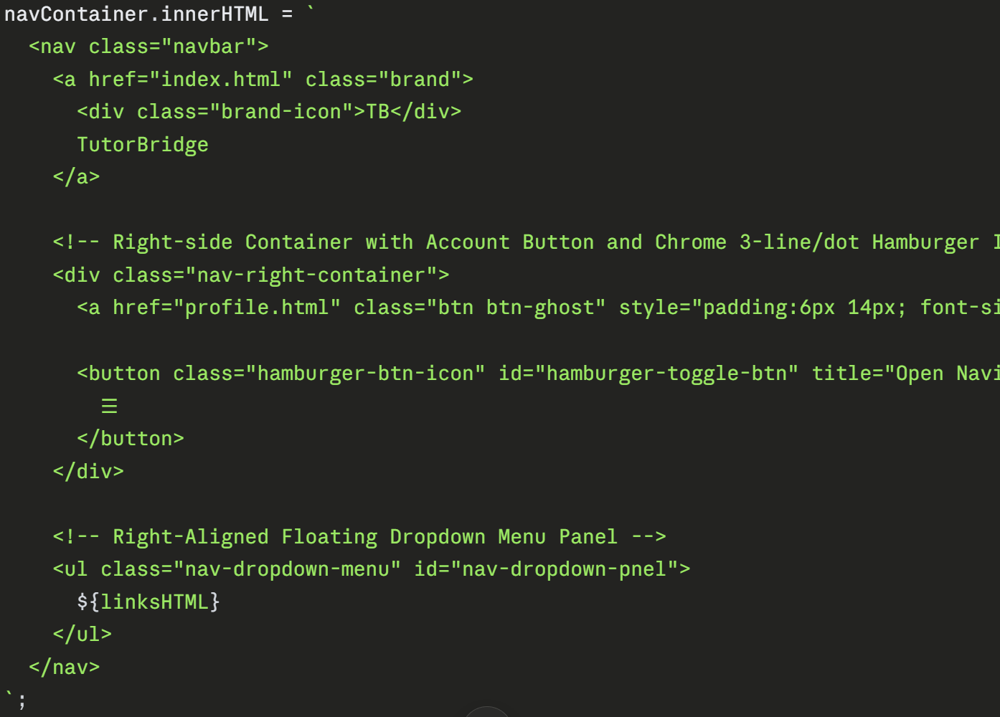 navContainer.innerHTML = `
<nav class="navbar">
<a href="index.html" class="brand">
<div class="brand-icon">TB</div>
TutorBridge
</a>
<!-- Right-side Container with Account Button and Chrome 3-line/dot Hamburger
<div class="nav-right-container">
<a href="profile.html" class="btn btn-ghost" style="padding:6px 14px; font-si
<button class="hamburger-btn-icon" id="hamburger-toggle-btn" title="Open Navi
☰
</button>
</div>
<!-- Right-Aligned Floating Dropdown Menu Panel -->
<ul class="nav-dropdown-menu" id="nav-dropdown-pnel">
${linksHTML}
</ul>
</nav>
`;